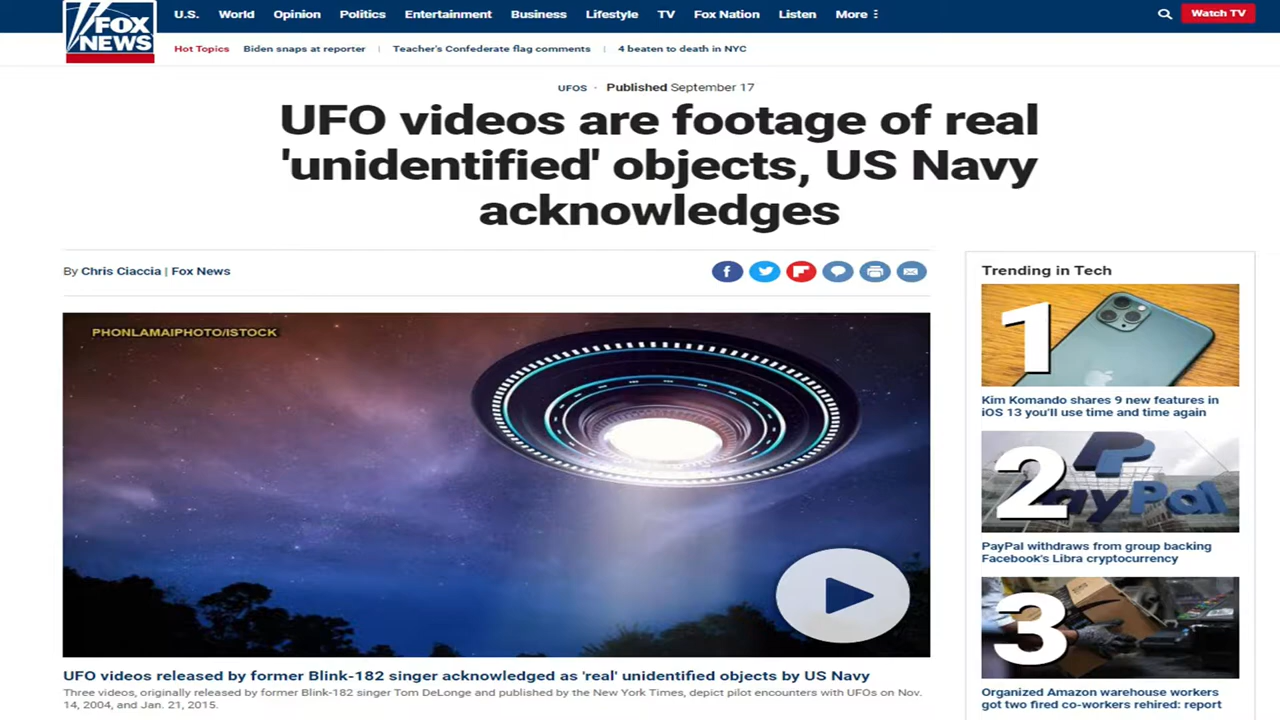 FOX
NEWS
U.S. World Opinion Politics Entertainment Business Lifestyle TV Fox Nation Listen More
Watch TV
Hot Topics Biden snaps at reporter Teacher's Confederate flag comments 4 beaten to death in NYC
UFOS · Published September 17
UFO videos are footage of real
'unidentified' objects, US Navy
acknowledges
By Chris Ciaccia | Fox News
f
PHONLAMAIPHOTO/ISTOCK
UFO videos released by former Blink-182 singer acknowledged as 'real' unidentified objects by US Navy
Three videos, originally released by former Blink-182 singer Tom DeLonge and published by the New York Times, depict pilot encounters with UFOs on Nov.
14, 2004, and Jan. 21, 2015.
Trending in Tech
1
Kim Komando shares 9 new features in
iOS 13 you'll use time and time again
2
PayPal
PayPal withdraws from group backing
Facebook's Libra cryptocurrency
3
Organized Amazon warehouse workers
got two fired co-workers rehired: report